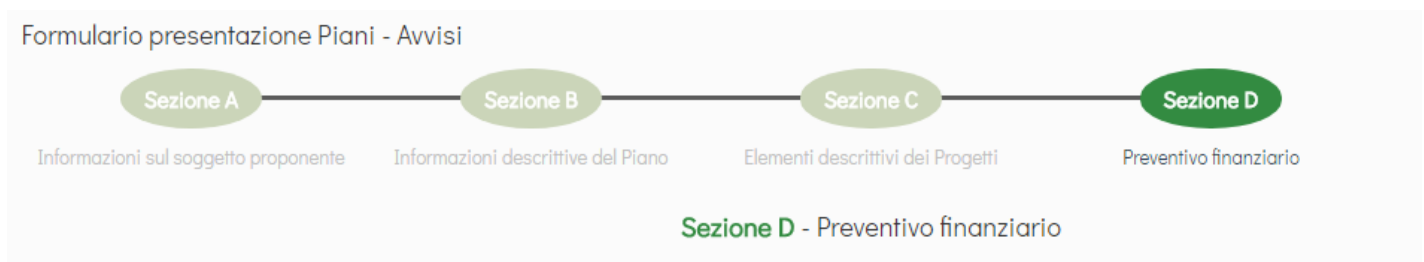 Formulario presentazione Piani - Avvisi
Sezione A Sezione B Sezione C Sezione D
Informazioni sul soggetto proponente Informazioni descrittive del Piano Elementi descrittivi dei Progetti Preventivo finanziario
Sezione D - Preventivo finanziario